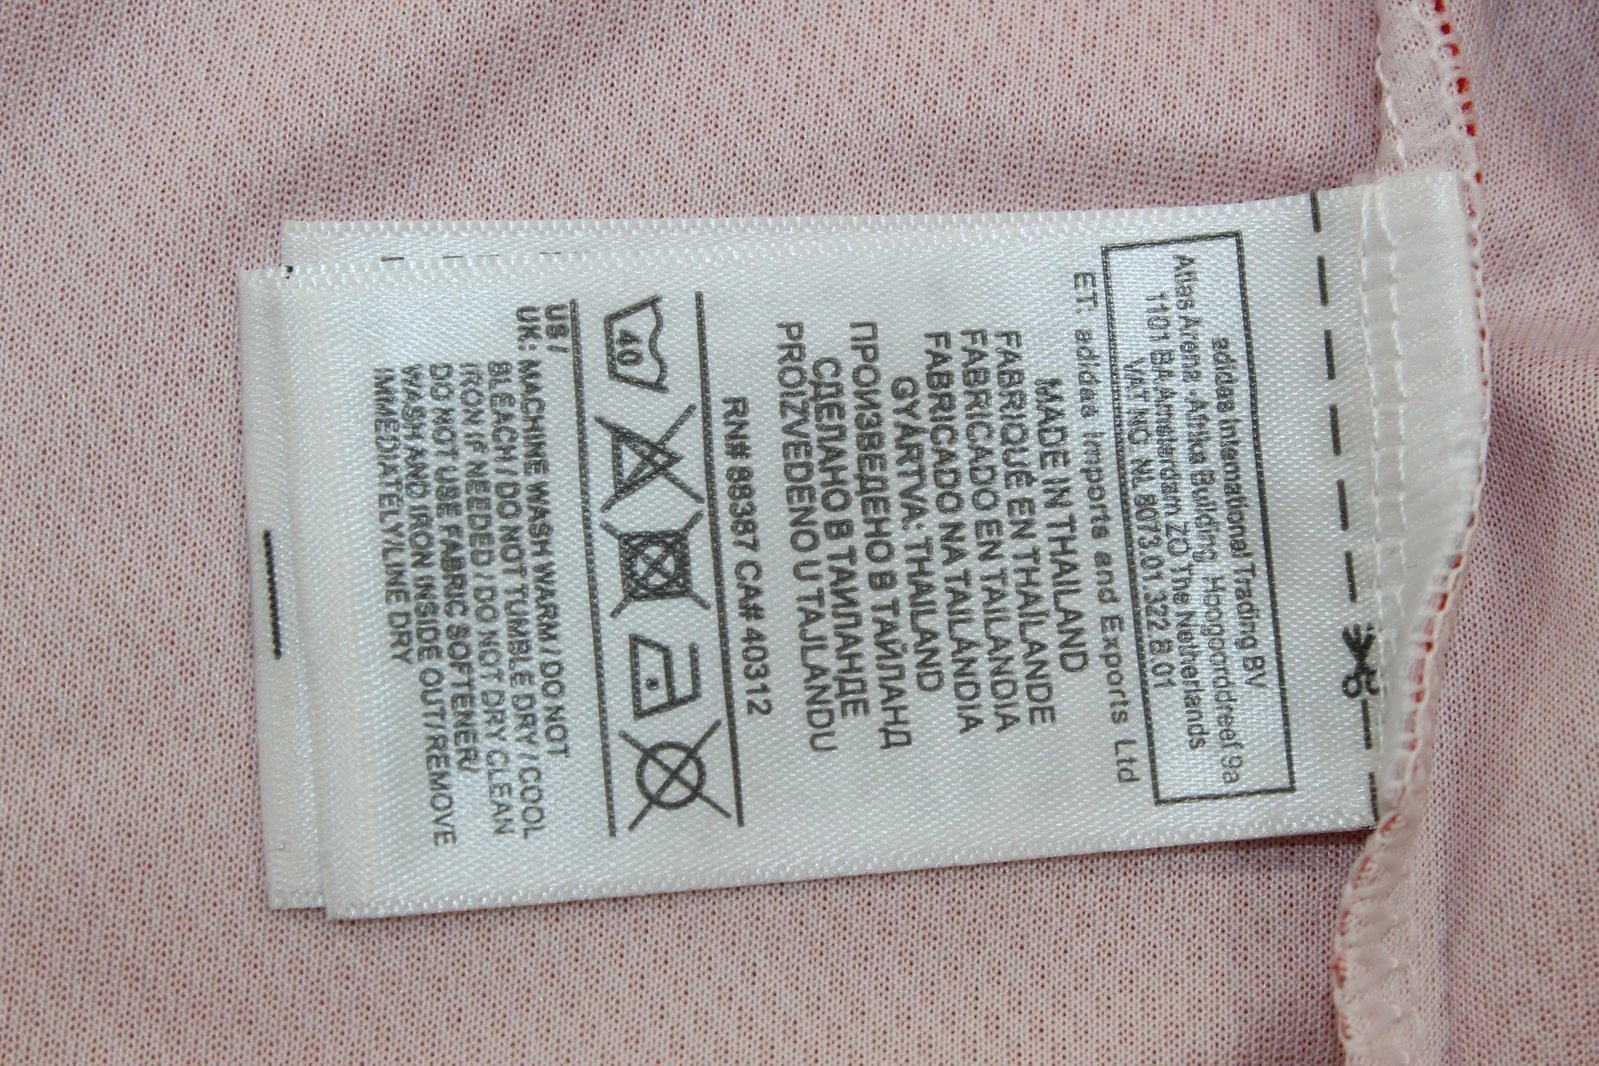 adidas International Trading BV
Atlas Arena, Afrika Building, Hoogoorddreef 9a
1101 BA Amsterdam ZO The Netherlands
VAT NO NL 8073.01.322.B.01
ET: adidas Imports and Exports Ltd
MADE IN THAILAND
FABRIQUÉ EN THAÏLANDE
FABRICADO EN TAILANDIA
FABRICADO NA TAILÂNDIA
GYÁRTVA: THAILAND
ПРОИЗВЕДЕНО В ТАЙЛАНД
СДЕЛАНО В ТАИЛАНДЕ
PROIZVEDENO U TAJLANDU
RN# 88387 CA# 40312
40
US /
UK: MACHINE WASH WARM / DO NOT
BLEACH / DO NOT TUMBLE DRY / COOL
IRON IF NEEDED / DO NOT DRY CLEAN
DO NOT USE FABRIC SOFTENER/
WASH AND IRON INSIDE OUT/REMOVE
IMMEDIATELY/LINE DRY